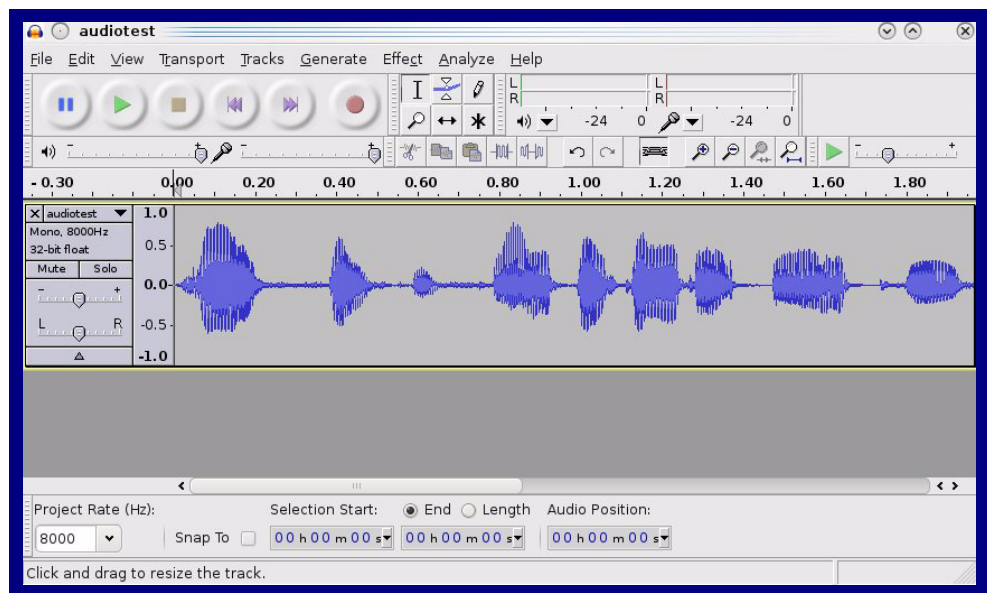 audiotest
File Edit View Transport Tracks Generate Effect Analyze Help
L
R
L
R
-24 0
-24 0
- +
- 0.30 0.00 0.20 0.40 0.60 0.80 1.00 1.20 1.40 1.60 1.80
X audiotest
Mono, 8000Hz
32-bit float
Mute Solo
- +
L R
1.0
0.5
0.0
-0.5
-1.0
Project Rate (Hz):
8000
Snap To
Selection Start:
End Length
Audio Position:
00 h 00 m 00 s
00 h 00 m 00 s
00 h 00 m 00 s
Click and drag to resize the track.